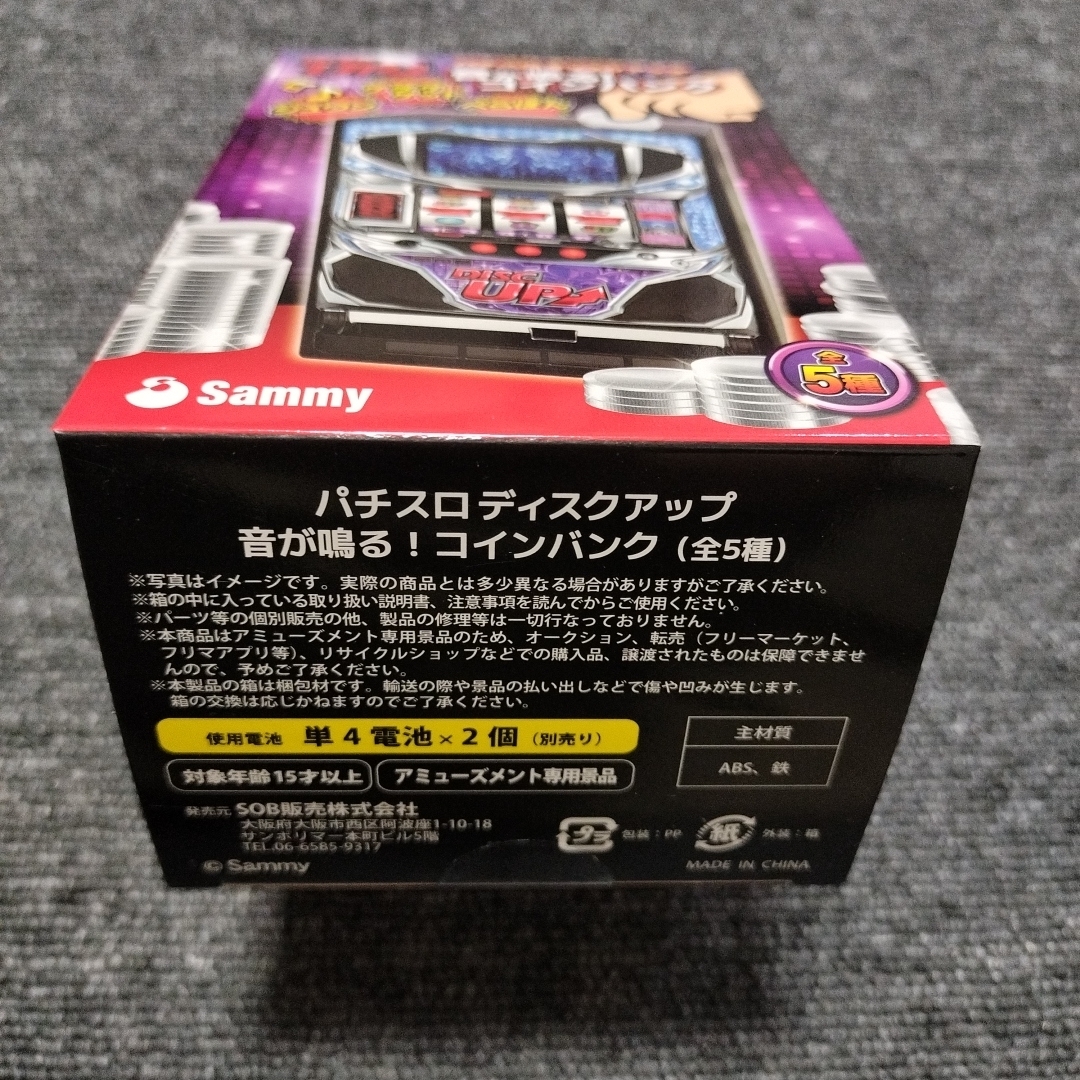 コインバンク
DISC
UP
全
5種
Sammy
パチスロ ディスクアップ
音が鳴る！コインバンク（全5種）
※写真はイメージです。実際の商品とは多少異なる場合がありますがご了承ください。
※箱の中に入っている取り扱い説明書、注意事項を読んでからご使用ください。
※パーツ等の個別販売の他、製品の修理等は一切行なっておりません。
※本商品はアミューズメント専用景品のため、オークション、転売（フリーマーケット、
フリマアプリ等）、リサイクルショップなどでの購入品、譲渡されたものは保障できませ
んので、予めご了承ください。
※本製品の箱は梱包材です。輸送の際や景品の払い出しなどで傷や凹みが生じます。
箱の交換は応じかねますのでご了承ください。
使用電池 単4電池×2個（別売り）
主材質
ABS、鉄
対象年齢15才以上 アミューズメント専用景品
発売元 SOB販売株式会社
大阪府大阪市西区阿波座1-10-18
サンポリマー本町ビル5階
TEL.06-6585-9317
プラ 包装：PP 紙 外装：箱
© Sammy
MADE IN CHINA